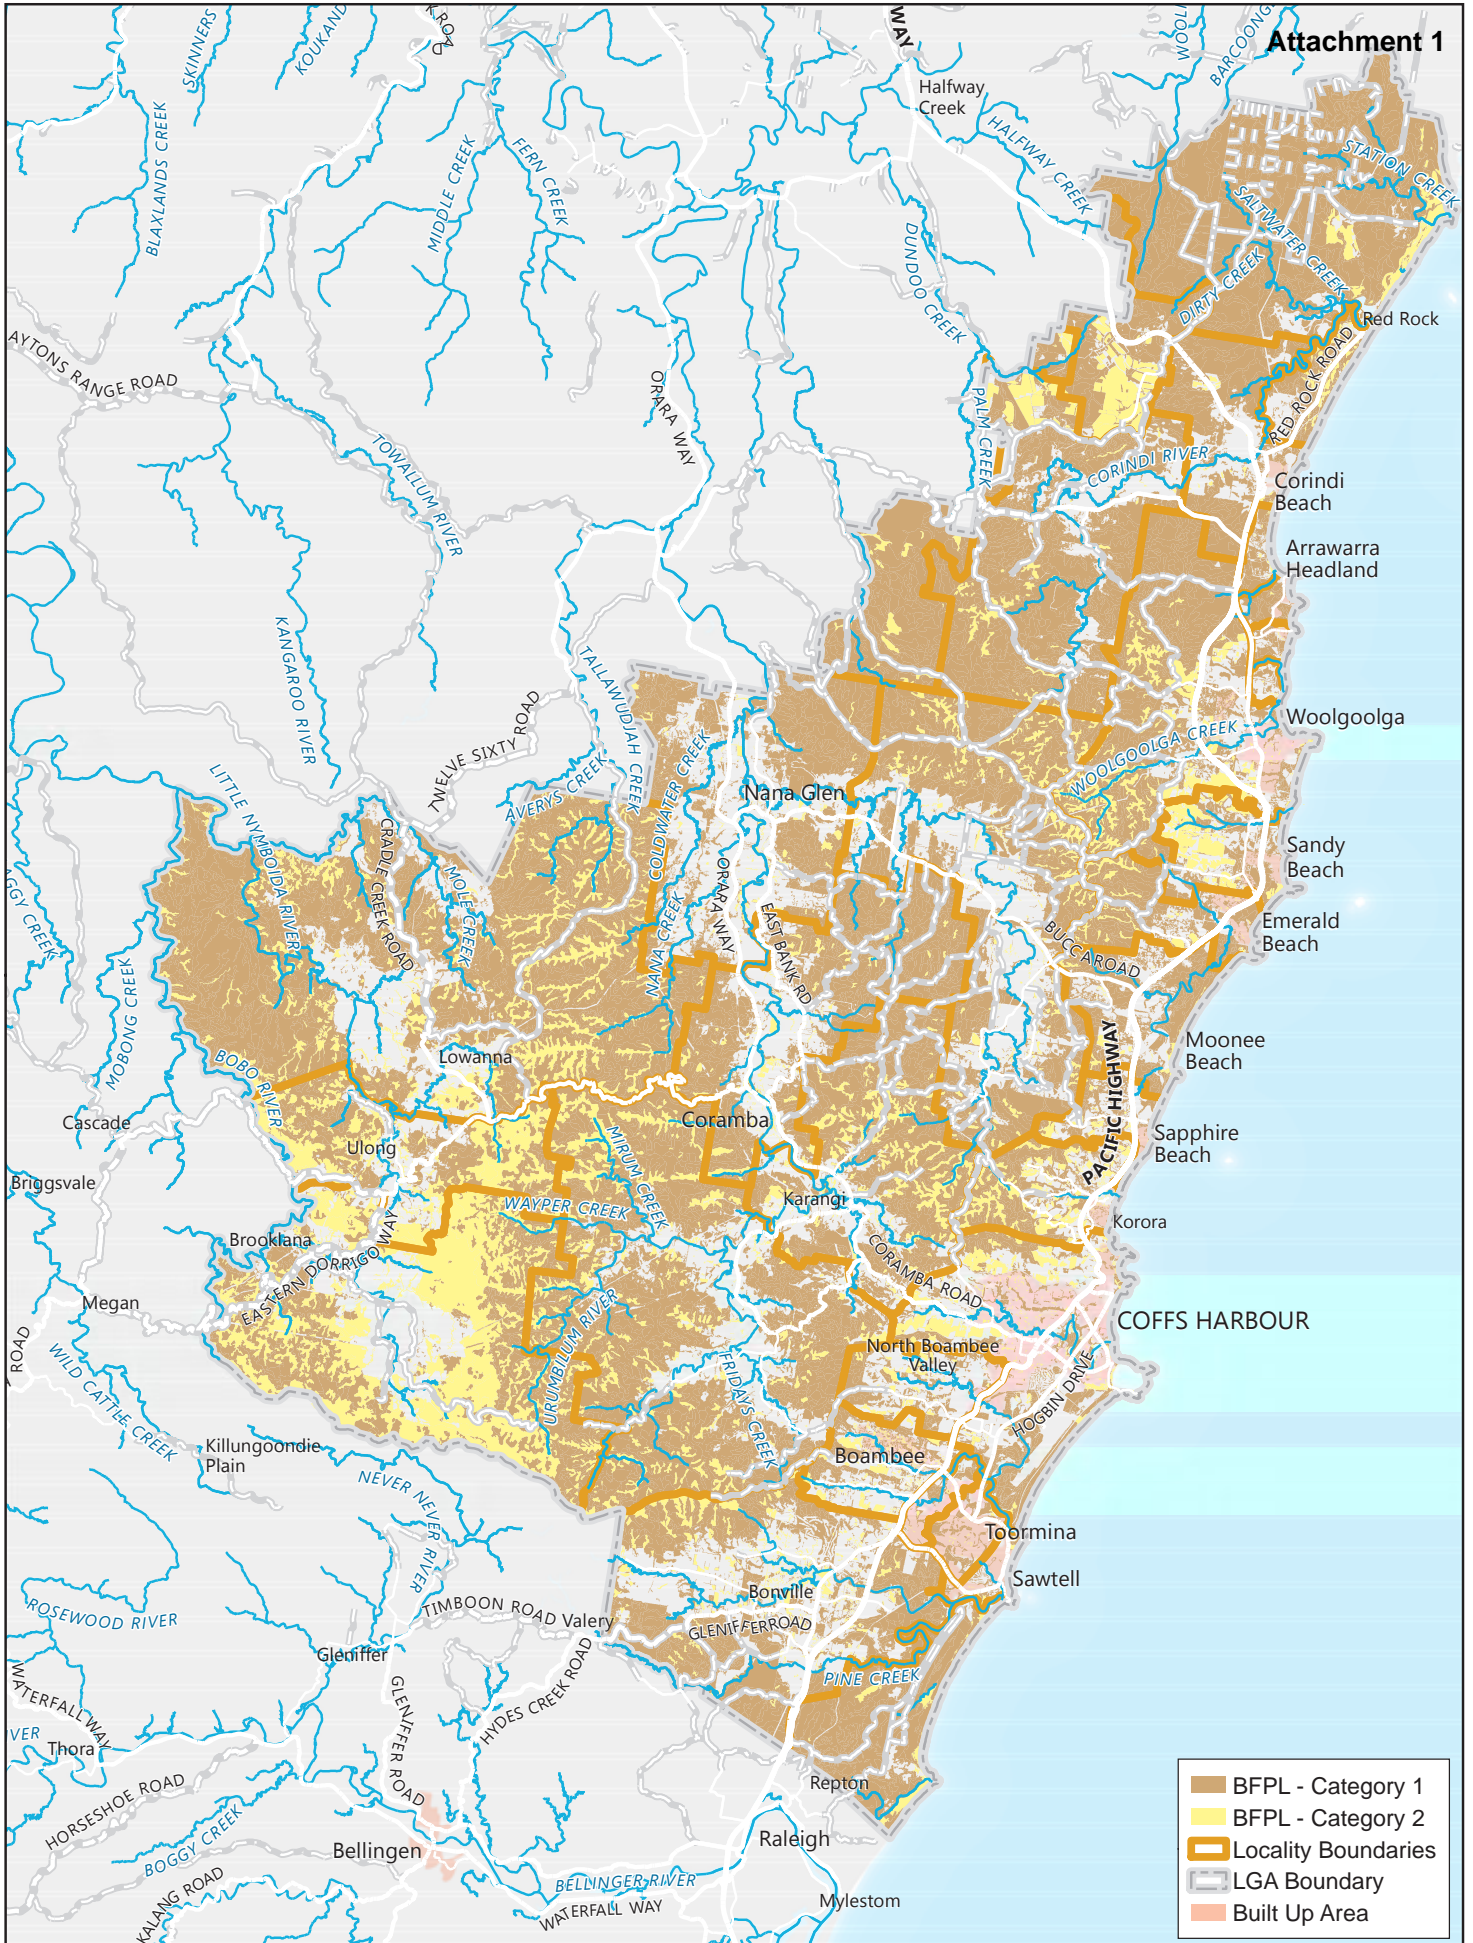 Attachment 1
SKINNERS
KOUKAND
K ROAD
WAY
BARCOONG
Halfway
Creek
HALFWAY CREEK
BLAXLANDS CREEK
MIDDLE CREEK
FERN CREEK
STATION CREEK
SALTWATER CREEK
DUNDOO CREEK
DIRTY CREEK
Red Rock
RED ROCK ROAD
AYTONS RANGE ROAD
ORARA WAY
PALM CREEK
TOWALLUM RIVER
CORINDI RIVER
Corindi
Beach
Arrawarra
Headland
KANGAROO RIVER
TALLAWUDJAH CREEK
TWELVE SIXTY ROAD
Woolgoolga
WOOLGOOLGA CREEK
COLDWATER CREEK
LITTLE NYMBOIDA RIVER
AVERYS CREEK
Nana Glen
CRADLE CREEK ROAD
MOLE CREEK
ORARA WAY
Sandy
Beach
AGGY CREEK
NANA CREEK
EAST BANK RD
BUCCA ROAD
Emerald
Beach
MOBONG CREEK
Lowanna
BOBO RIVER
PACIFIC HIGHWAY
Moonee
Beach
Cascade
Coramba
Ulong
MIRUM CREEK
Sapphire
Beach
Briggsvale
WAYPER CREEK
Karangi
Korora
Brooklana
EASTERN DORRIGO WAY
CORAMBA ROAD
Megan
COFFS HARBOUR
URUMBILUM RIVER
North Boambee
Valley
ROAD
WILD CATTLE CREEK
FRIDAYS CREEK
HOGBIN DRIVE
Killungoondie
Plain
Boambee
NEVER NEVER RIVER
Toormina
Sawtell
Bonville
ROSEWOOD RIVER
TIMBOON ROAD
Valery
GLENIFFER ROAD
Gleniffer
PINE CREEK
WATERFALL WAY
GLENIFFER ROAD
HYDES CREEK ROAD
VER
Thora
Repton
HORSESHOE ROAD
BOGGY CREEK
Bellingen
Raleigh
BELLINGER RIVER
KALANG ROAD
WATERFALL WAY
Mylestom
BFPL - Category 1
BFPL - Category 2
Locality Boundaries
LGA Boundary
Built Up Area